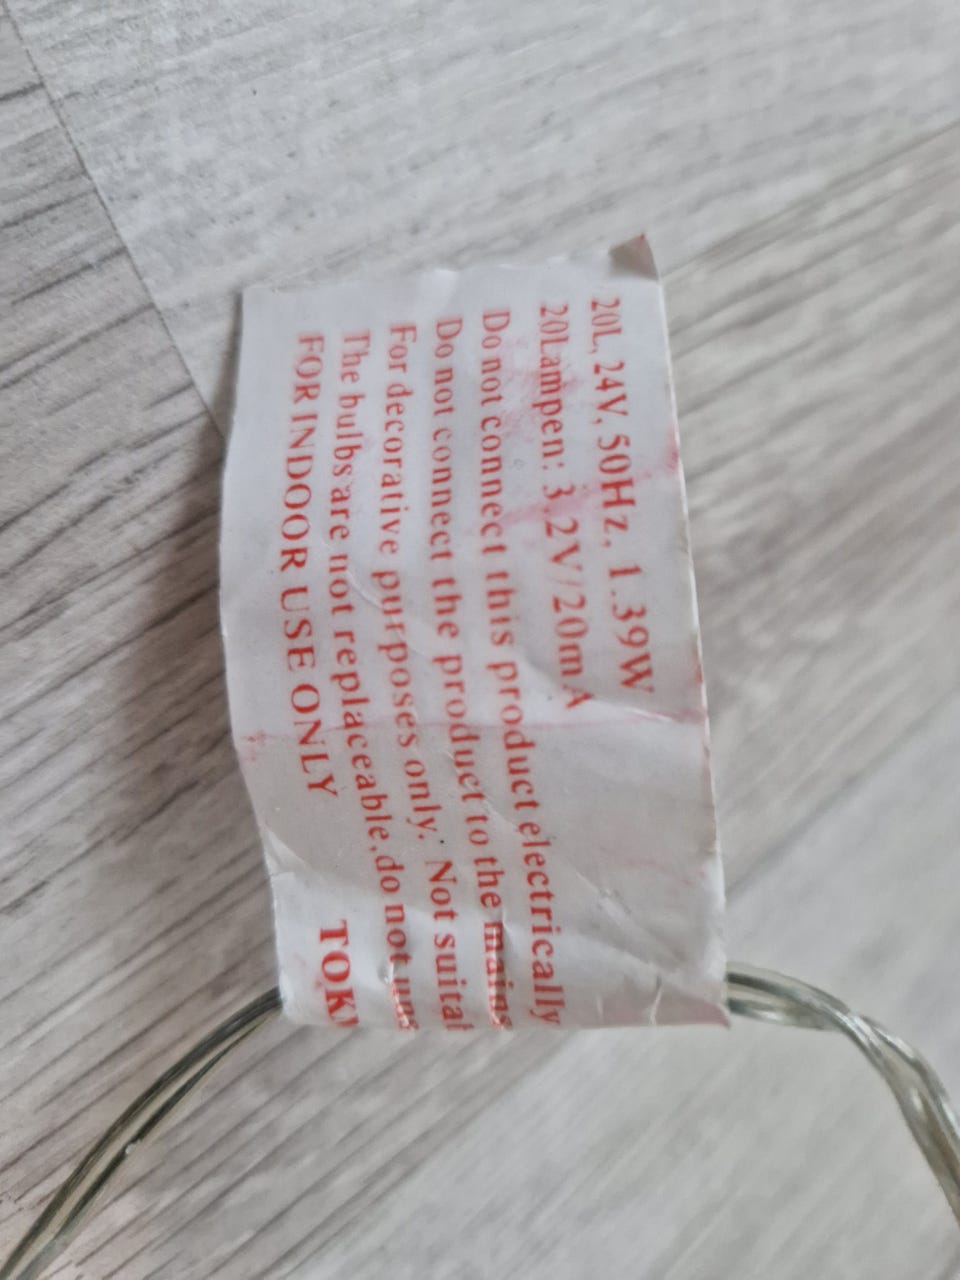 20L, 24V, 50Hz, 1.39W
20Lampen: 3.2V/20mA
Do not connect this product electrically
Do not connect the product to the mains
For decorative purposes only. Not suital
The bulbs are not replaceable,do not
FOR INDOOR USE ONLY TOK